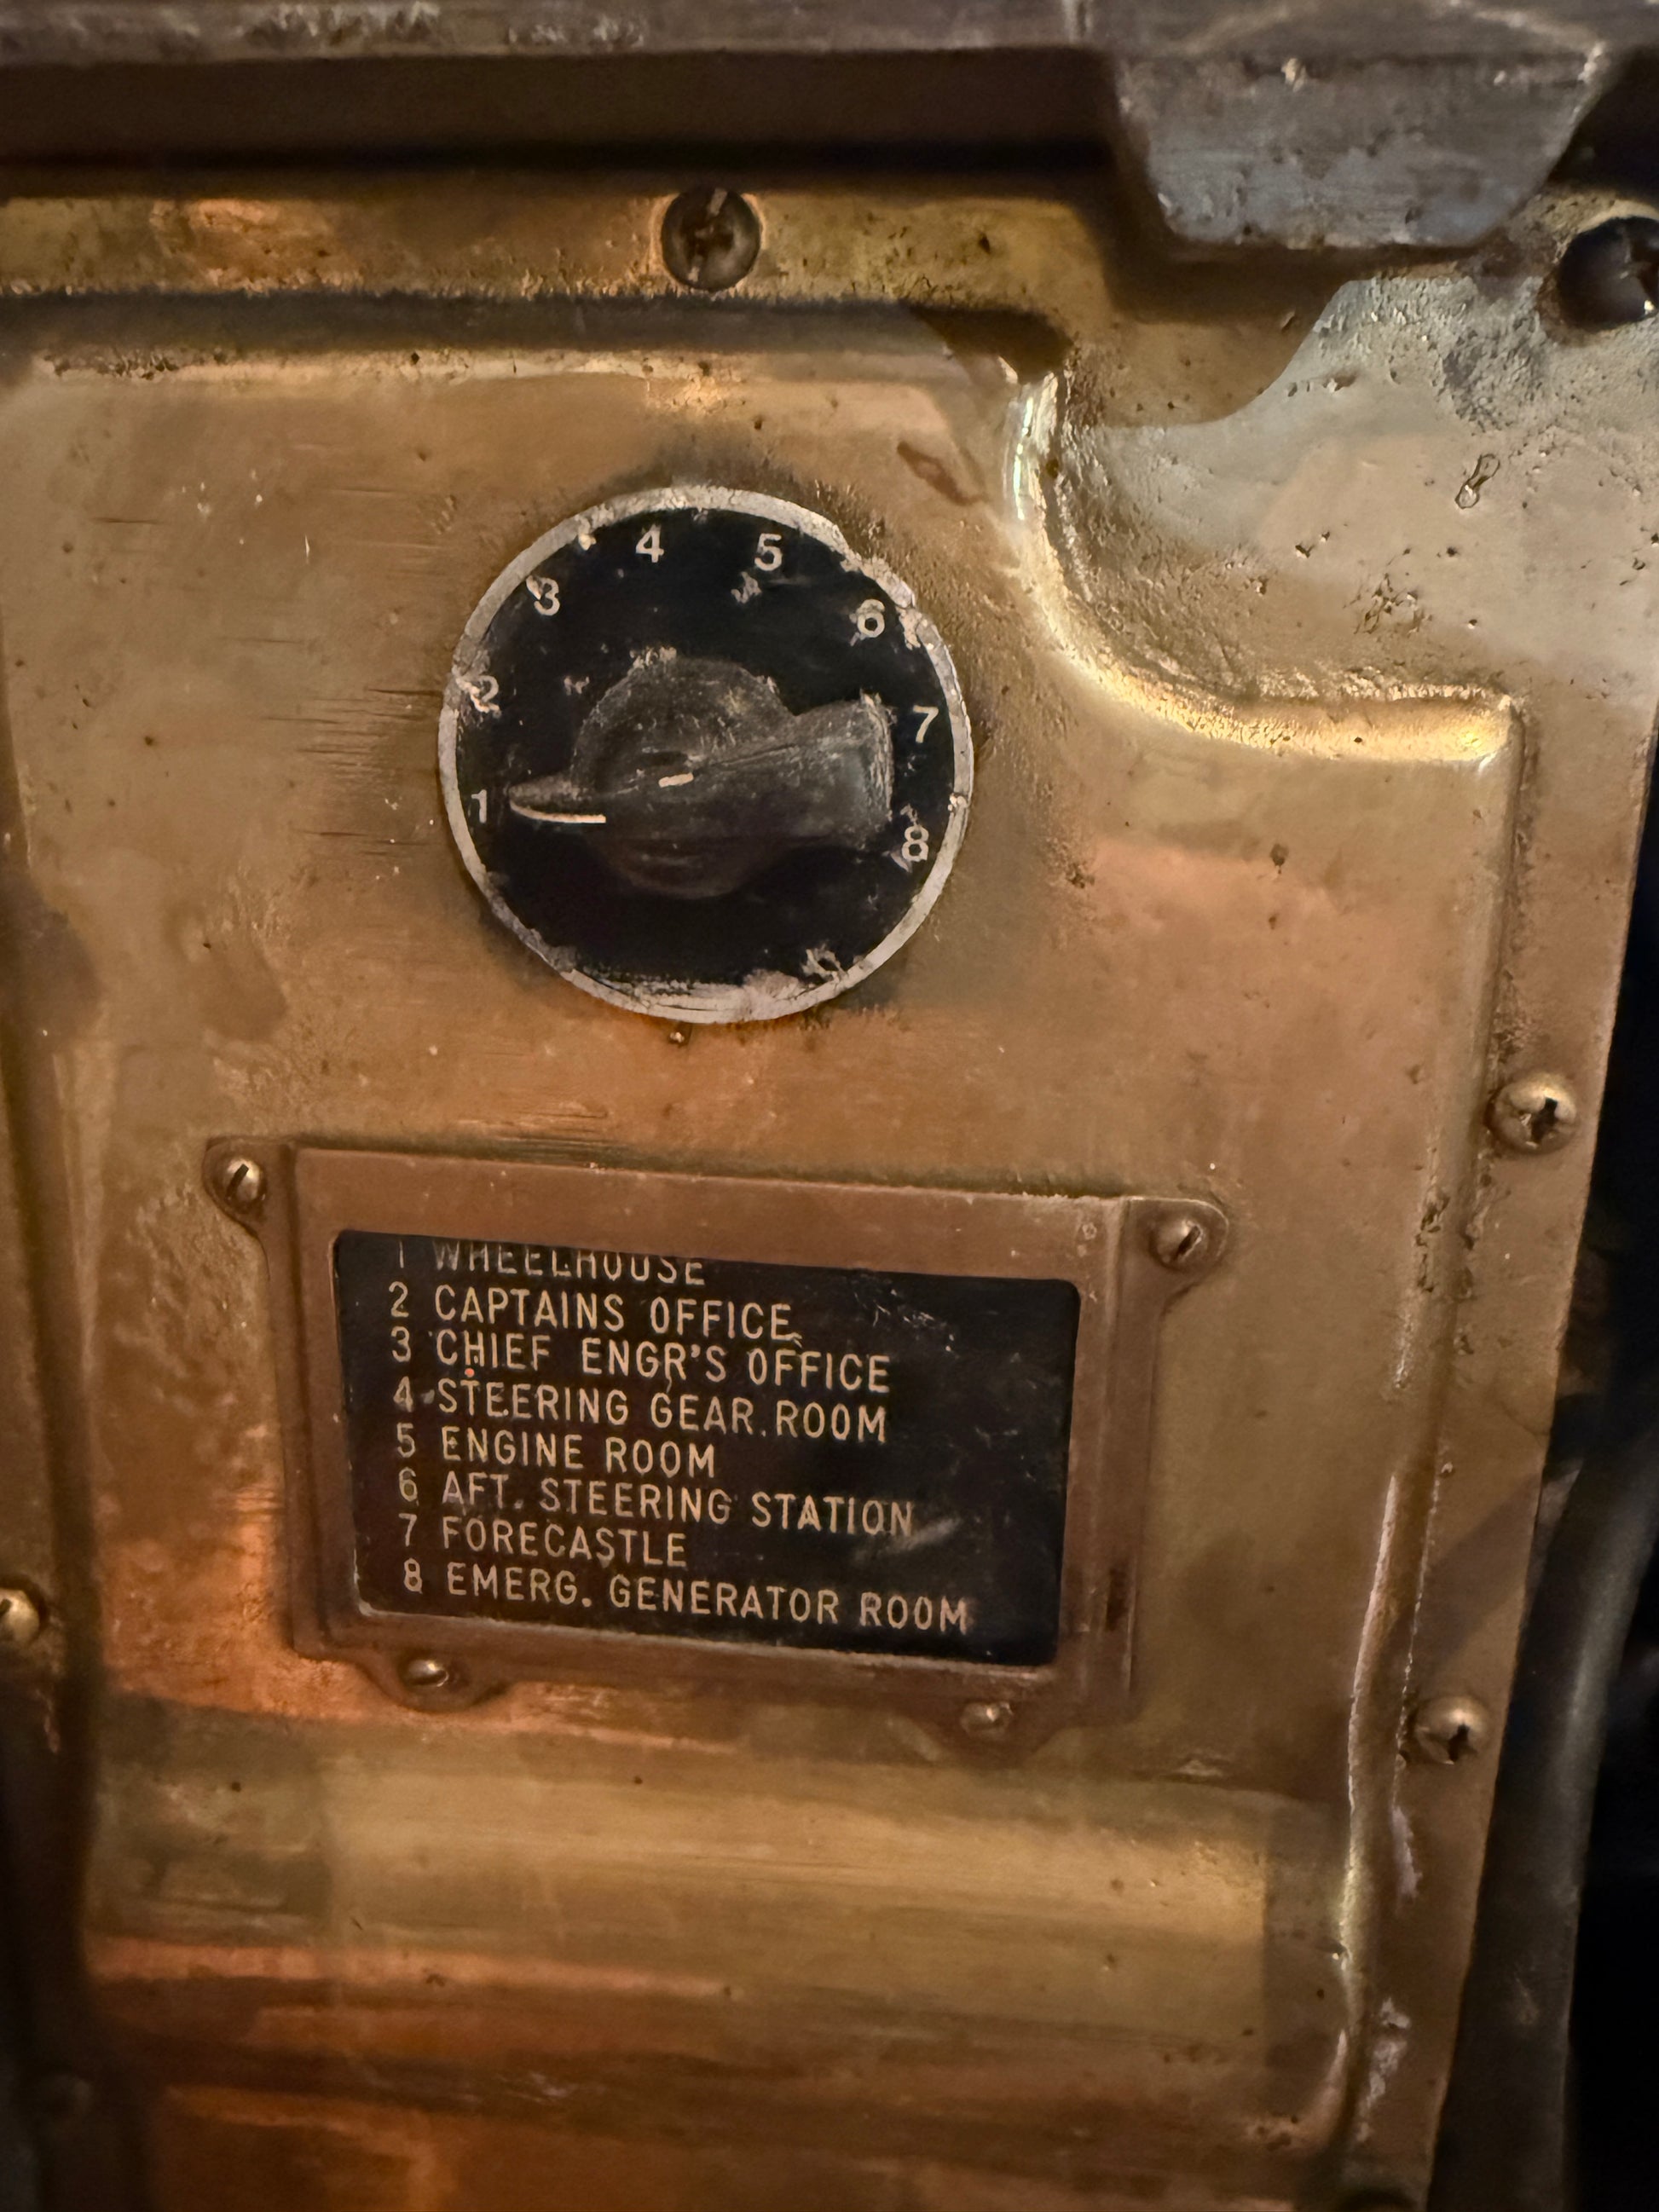 4 5
3 6
2 7
1 8
1 WHEELHOUSE
2 CAPTAINS OFFICE
3 CHIEF ENGR'S OFFICE
4 STEERING GEAR ROOM
5 ENGINE ROOM
6 AFT. STEERING STATION
7 FORECASTLE
8 EMERG. GENERATOR ROOM